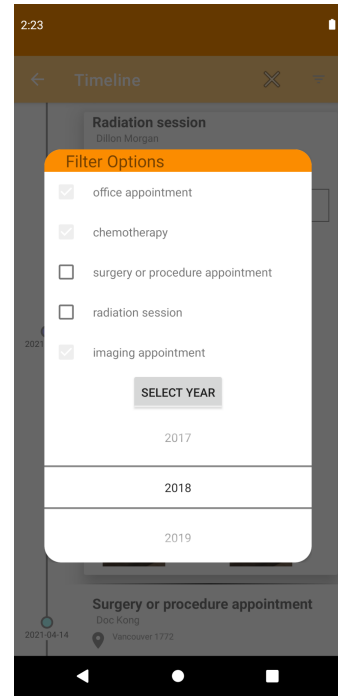 2:23
Timeline
Radiation session
Dillon Morgan
Filter Options
office appointment
chemotherapy
surgery or procedure appointment
radiation session
2021
imaging appointment
SELECT YEAR
2017
2018
2019
Surgery or procedure appointment
Doc Kong
2021-04-14
Vancouver 1772